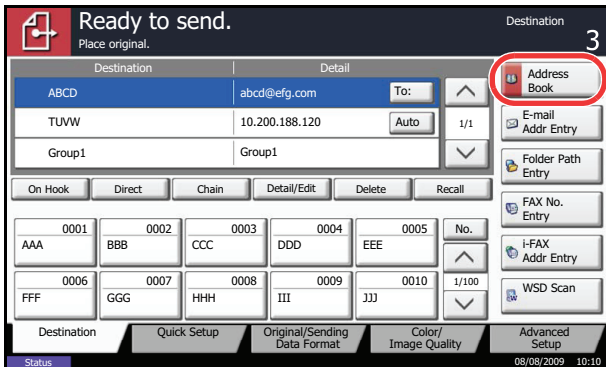 Ready to send.
Place original.
Destination
3
Destination Detail
ABCD abcd@efg.com To:
TUVW 10.200.188.120 Auto 1/1
Group1 Group1
On Hook Direct Chain Detail/Edit Delete Recall
0001 0002 0003 0004 0005 No.
AAA BBB CCC DDD EEE
0006 0007 0008 0009 0010 1/100
FFF GGG HHH III JJJ
Address
Book
E-mail
Addr Entry
Folder Path
Entry
FAX No.
Entry
i-FAX
Addr Entry
WSD Scan
Destination Quick Setup Original/Sending
Data Format Color/
Image Quality Advanced
Setup
Status 08/08/2009 10:10